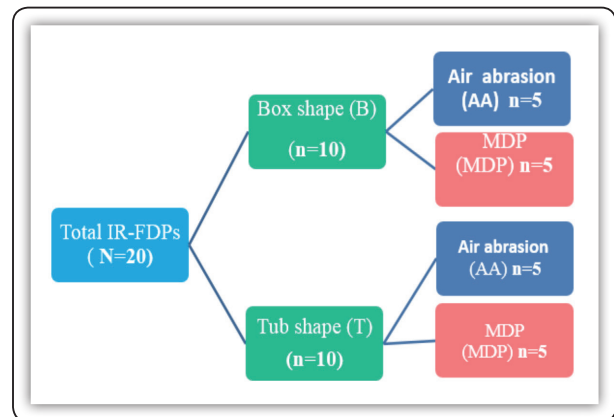 Total IR-FDPs
( N=20)
Box shape (B)
(n=10)
Air abrasion
(AA) n=5
MDP
(MDP) n=5
Tub shape (T)
(n=10)
Air abrasion
(AA) n=5
MDP
(MDP) n=5